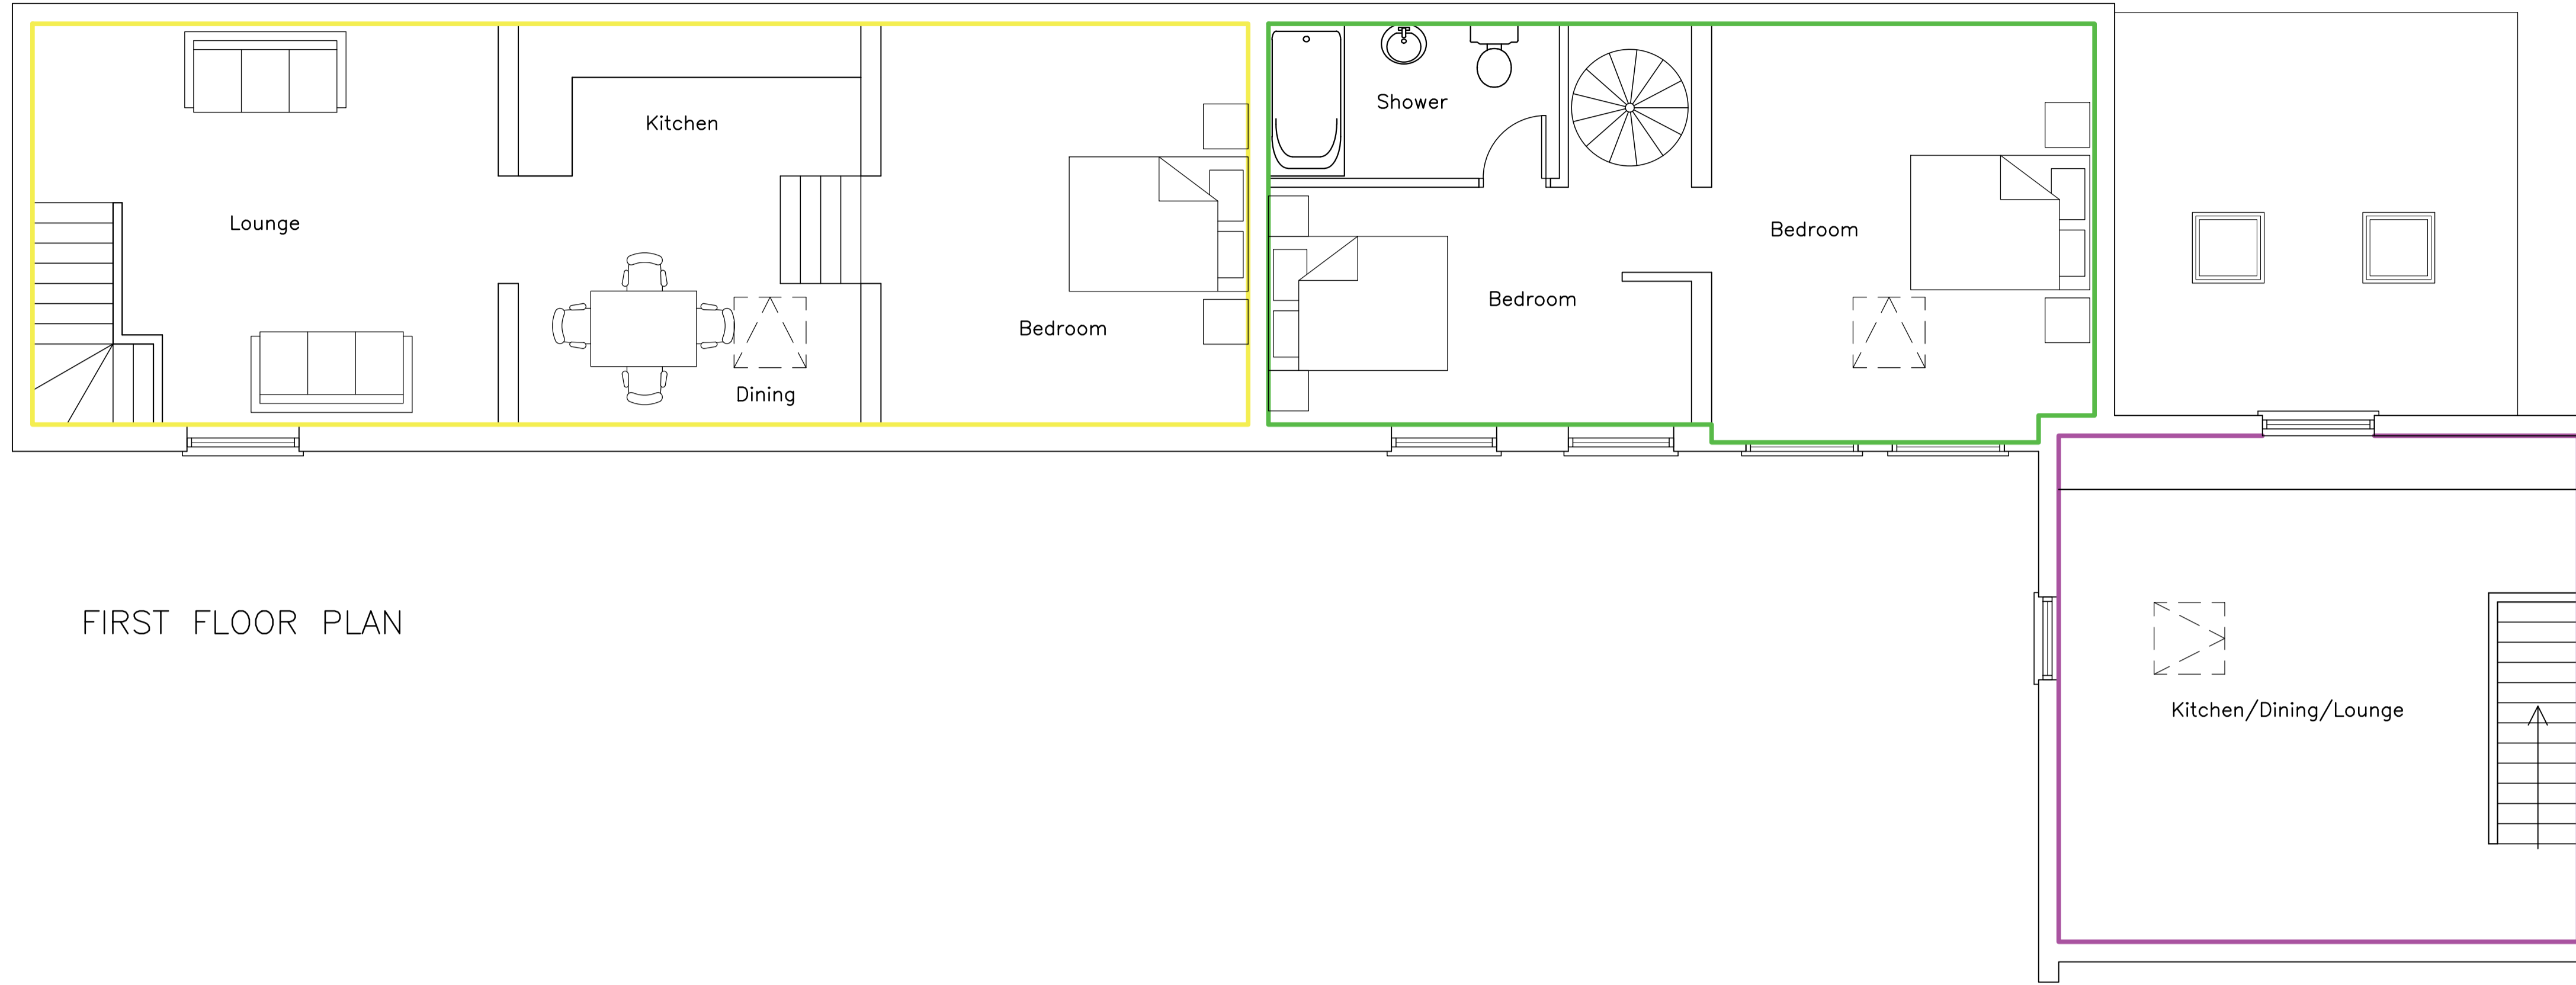 Kitchen
Shower
Lounge
Bedroom
Bedroom
Bedroom
Dining
FIRST FLOOR PLAN
Kitchen/Dining/Lounge